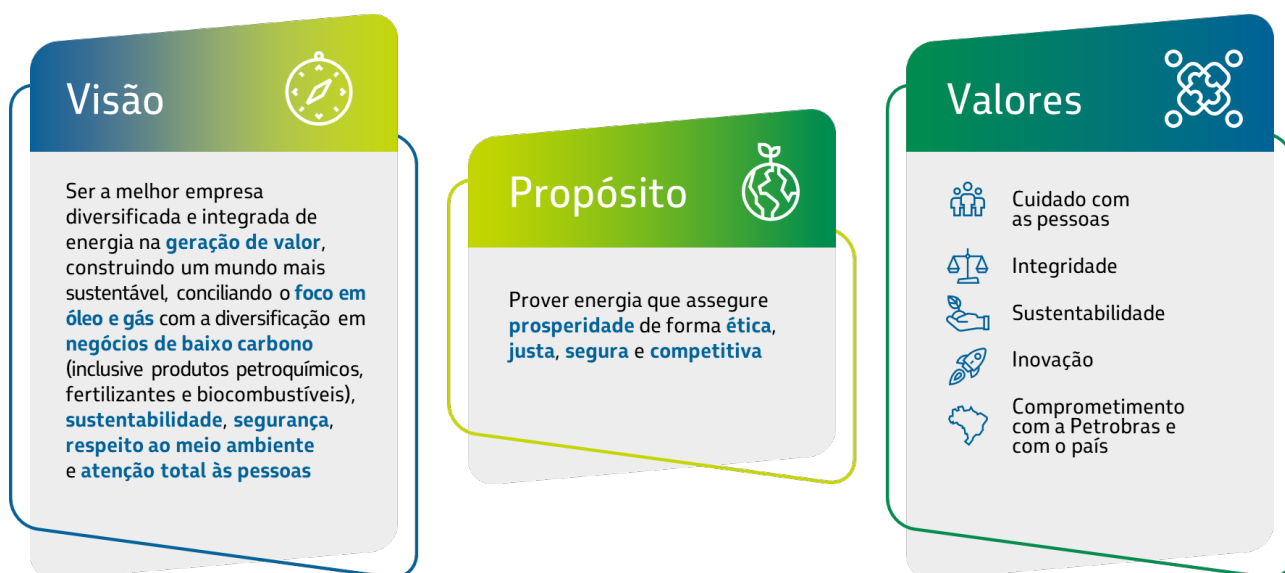 Visão
Ser a melhor empresa
diversificada e integrada de
energia na geração de valor,
construindo um mundo mais
sustentável, conciliando o foco em
óleo e gás com a diversificação em
negócios de baixo carbono
(inclusive produtos petroquímicos,
fertilizantes e biocombustíveis),
sustentabilidade, segurança,
respeito ao meio ambiente
e atenção total às pessoas
Propósito
Prover energia que assegure
prosperidade de forma ética,
justa, segura e competitiva
Valores
Cuidado com
as pessoas
Integridade
Sustentabilidade
Inovação
Comprometimento
com a Petrobras e
com o país